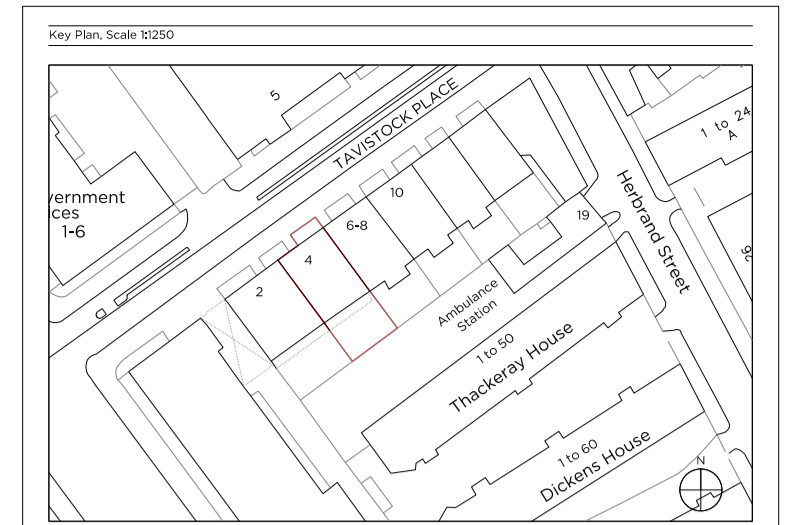 Key Plan, Scale 1:1250
5
TAVISTOCK PLACE
1 to 24
A
vernment
ces
1-6
Herbrand Street
10
6-8
19
4
2
26
Ambulance
Station
1 to 50
Thackeray House
1 to 60
Dickens House
N